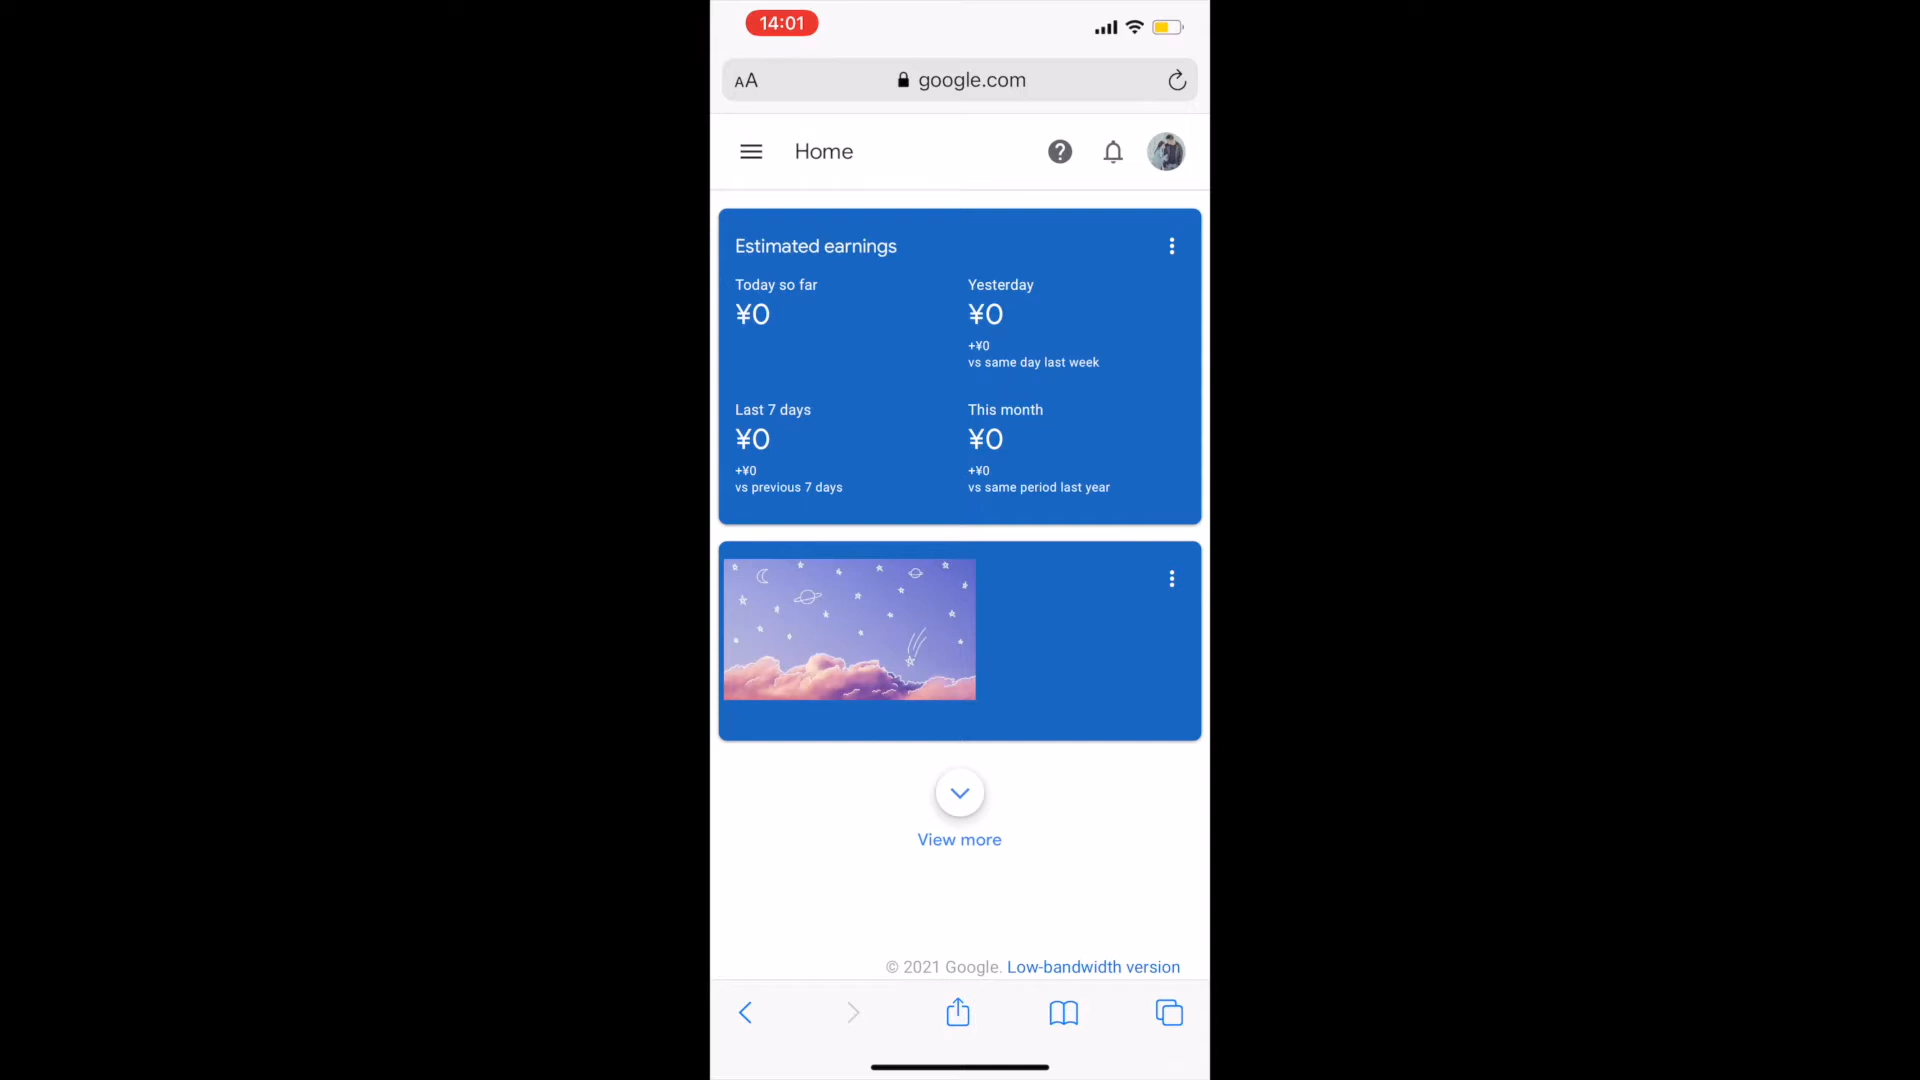 14:01
AA google.com
Home
Estimated earnings
Today so far
¥0
Yesterday
¥0
+¥0
vs same day last week
Last 7 days
¥0
+¥0
vs previous 7 days
This month
¥0
+¥0
vs same period last year
View more
© 2021 Google. Low-bandwidth version